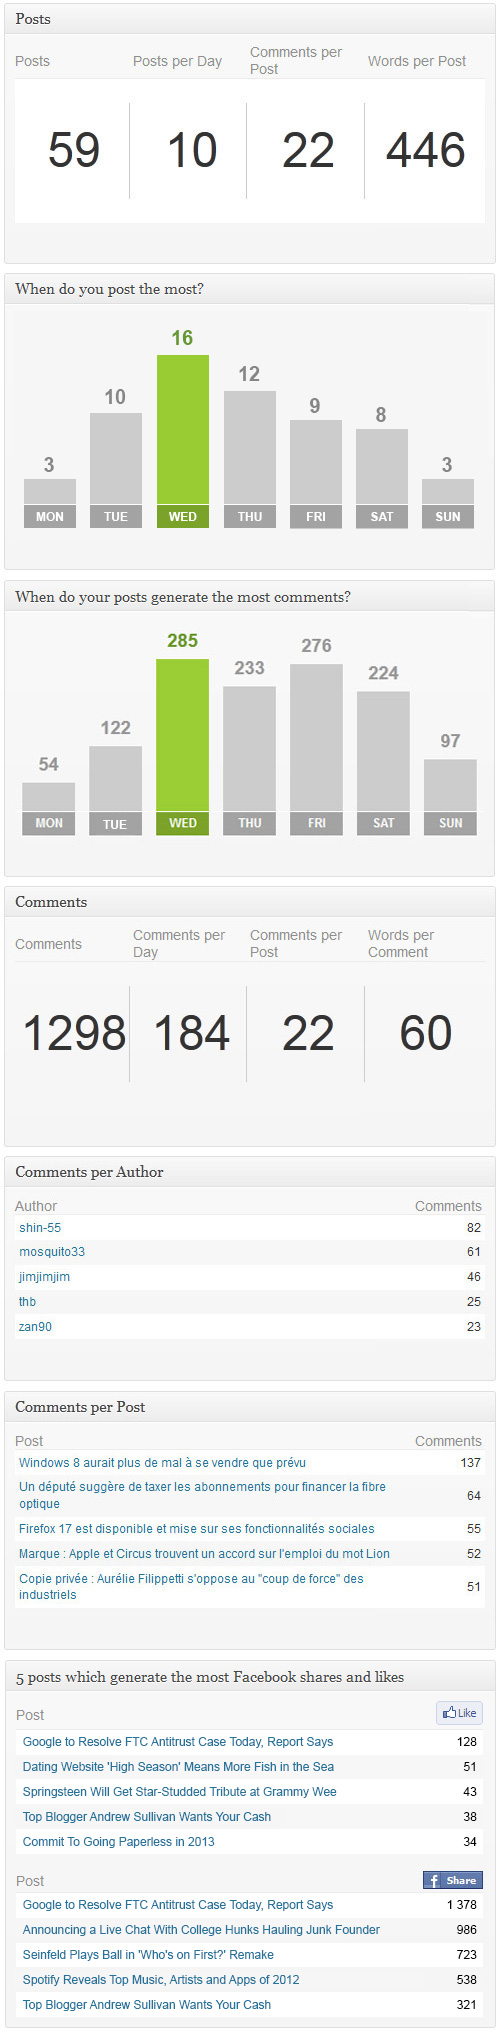 Posts
Posts Posts per Day Comments per Post Words per Post
59 10 22 446
When do you post the most?
3 10 16 12 9 8 3
MON TUE WED THU FRI SAT SUN
When do your posts generate the most comments?
54 122 285 233 276 224 97
MON TUE WED THU FRI SAT SUN
Comments
Comments Comments per Day Comments per Post Words per Comment
1298 184 22 60
Comments per Author
Author Comments
shin-55 82
mosquito33 61
jimjimjim 46
thb 25
zan90 23
Comments per Post
Post Comments
Windows 8 aurait plus de mal à se vendre que prévu 137
Un député suggère de taxer les abonnements pour financer la fibre
optique 64
Firefox 17 est disponible et mise sur ses fonctionnalités sociales 55
Marque : Apple et Circus trouvent un accord sur l'emploi du mot Lion 52
Copie privée : Aurélie Filippetti s'oppose au "coup de force" des
industriels 51
5 posts which generate the most Facebook shares and likes
Post Like
Google to Resolve FTC Antitrust Case Today, Report Says 128
Dating Website 'High Season' Means More Fish in the Sea 51
Springsteen Will Get Star-Studded Tribute at Grammy Wee 43
Top Blogger Andrew Sullivan Wants Your Cash 38
Commit To Going Paperless in 2013 34
Post f Share
Google to Resolve FTC Antitrust Case Today, Report Says 1 378
Announcing a Live Chat With College Hunks Hauling Junk Founder 986
Seinfeld Plays Ball in 'Who's on First?' Remake 723
Spotify Reveals Top Music, Artists and Apps of 2012 538
Top Blogger Andrew Sullivan Wants Your Cash 321